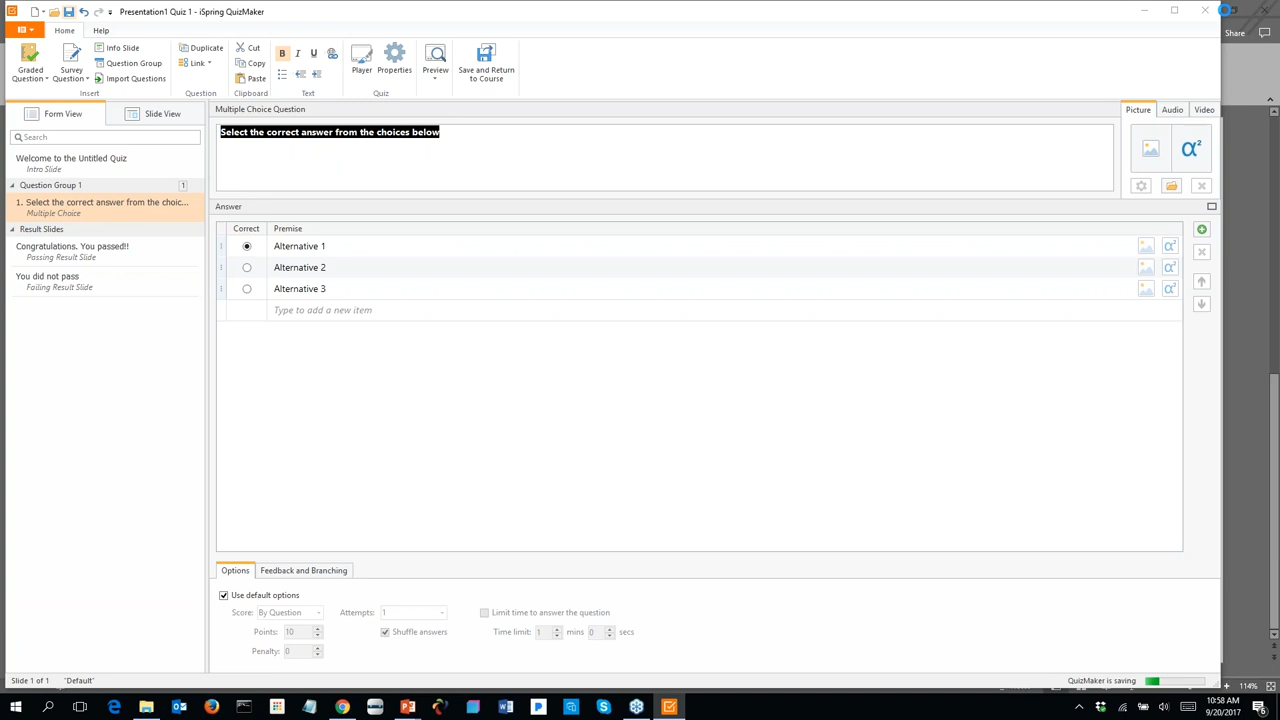 Presentation1 Quiz 1 - iSpring QuizMaker
Share
Home
Help
Graded Question
Survey Question
Info Slide
Question Group
Import Questions
Insert
Duplicate
Link
Question
Cut
Copy
Paste
Clipboard
B I U
Text
Player
Properties
Quiz
Preview
Save and Return to Course
Form View
Slide View
Search
Welcome to the Untitled Quiz
Intro Slide
Question Group 1
1
1. Select the correct answer from the choic...
Multiple Choice
Result Slides
Congratulations. You passed!!
Passing Result Slide
You did not pass
Failing Result Slide
Multiple Choice Question
Select the correct answer from the choices below
Picture
Audio
Video
α²
Answer
Correct
Premise
Alternative 1
α²
Alternative 2
α²
Alternative 3
α²
Type to add a new item
Options
Feedback and Branching
Use default options
Score: By Question
Attempts: 1
Limit time to answer the question
Points: 10
Shuffle answers
Time limit: 1 mins 0 secs
Penalty: 0
Slide 1 of 1
"Default"
QuizMaker is saving
114%
10:58 AM
9/20/2017